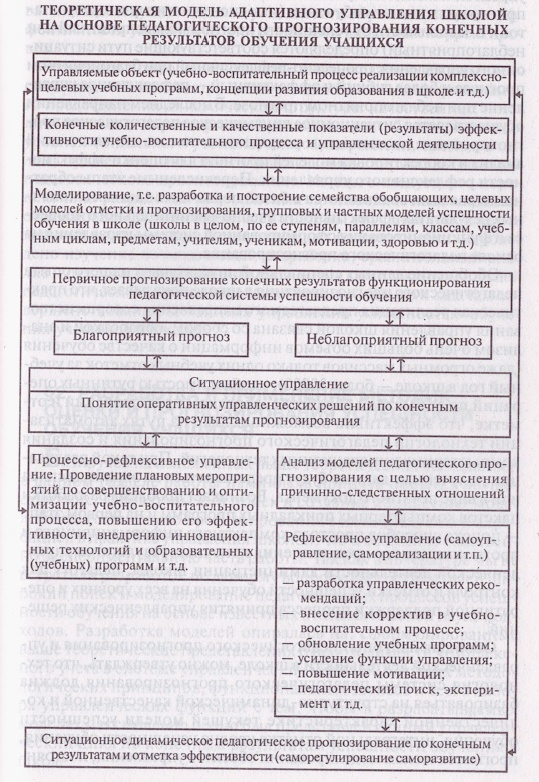 ТЕОРЕТИЧЕСКАЯ МОДЕЛЬ АДАПТИВНОГО УПРАВЛЕНИЯ ШКОЛОЙ
НА ОСНОВЕ ПЕДАГОГИЧЕСКОГО ПРОГНОЗИРОВАНИЯ КОНЕЧНЫХ
РЕЗУЛЬТАТОВ ОБУЧЕНИЯ УЧАЩИХСЯ
Управляемые объект (учебно-воспитательный процесс реализации комплексно-
целевых учебных программ, концепции развития образования в школе и т.д.)
Конечные количественные и качественные показатели (результаты) эффек-
тивности учебно-воспитательного процесса и управленческой деятельности
Моделирование, т.е. разработка и построение семейства обобщающих, целевых
моделей отметки и прогнозирования, групповых и личных моделей успешности
обучения в школе (школы в целом, по ее ступеням, параллелям, классам, учеб-
ным циклам, предметам, учителям, ученикам, мотивации, здоровью и т.д.)
Первичное прогнозирование конечных результатов функционирования
педагогической системы успешности обучения
Благоприятный прогноз
Неблагоприятный прогноз
Ситуационное управление
Понятие оперативных управленческих решений по конечным
результатам прогнозирования
Процессно-рефлексивное управле-
ние. Проведение плановых меропри-
ятий по совершенствованию и опти-
мизации учебно-воспитательного
процесса, повышению его эффек-
тивности, внедрению инновацион-
ных технологий и образовательных
(учебных) программ и т.д.
Анализ моделей педагогического про-
гнозирования с целью выяснения
причинно-следственных отношений
Рефлексивное управление (самоуп-
равление, самореализации и т.п.)
— разработка управленческих реко-
мендаций;
— внесение корректив в учебно-
воспитательном процессе;
— обновление учебных программ;
— усиление функции управления;
— повышение мотивации;
— педагогический поиск, экспери-
мент и т.д.
Ситуационное динамическое педагогическое прогнозирование по конечным
результатам и отметка эффективности (саморегулирование саморазвитие)